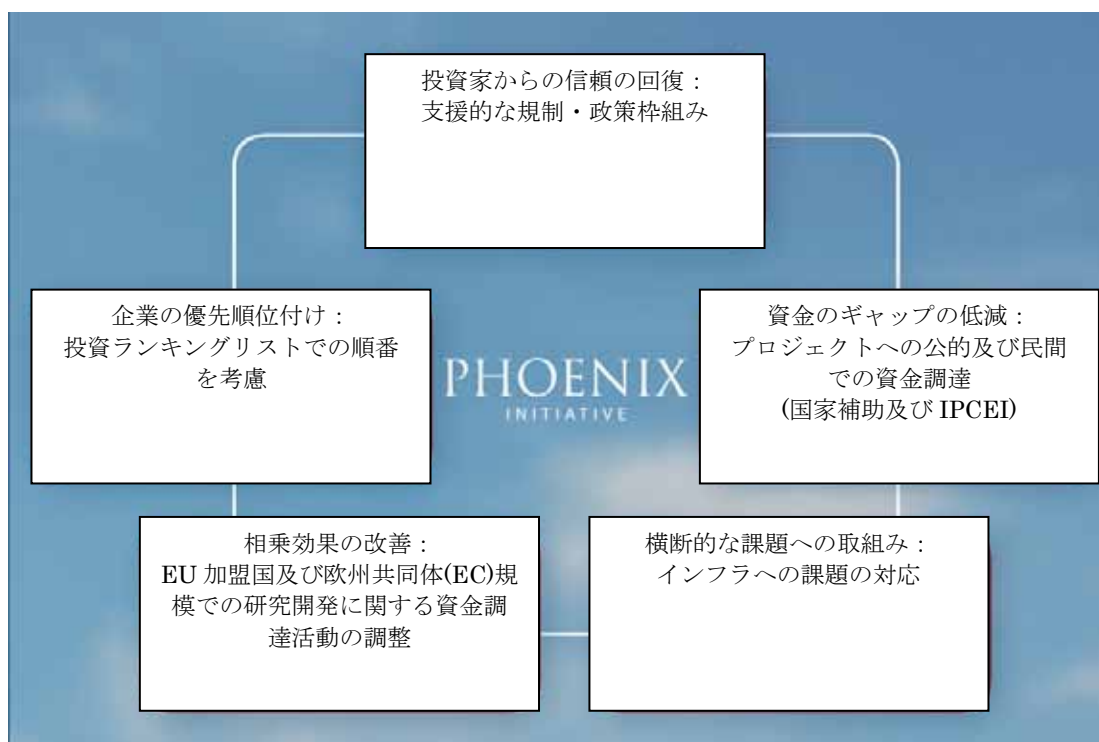 投資家からの信頼の回復：
支援的な規制・政策枠組み
企業の優先順位付け：
投資ランキングリストでの順番
を考慮
資金のギャップの低減：
プロジェクトへの公的及び民間
での資金調達
(国家補助及び IPCEI)
PHOENIX
INITIATIVE
相乗効果の改善：
EU 加盟国及び欧州共同体(EC)規
模での研究開発に関する資金調
達活動の調整
横断的な課題への取組み：
インフラへの課題の対応